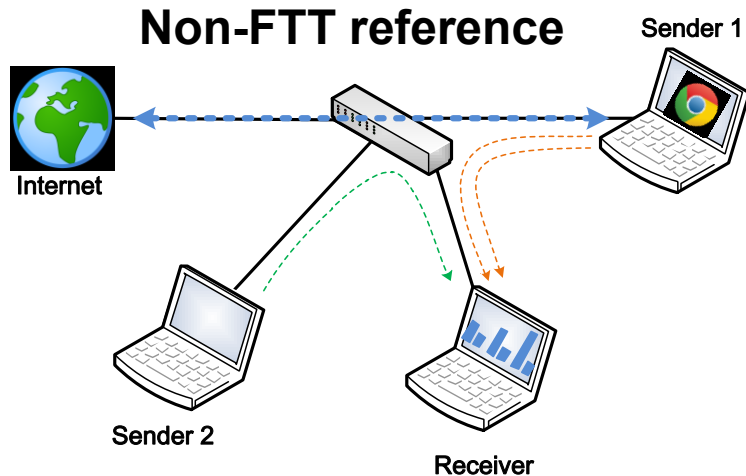 Non-FTT reference
Sender 1
Internet
Sender 2
Receiver